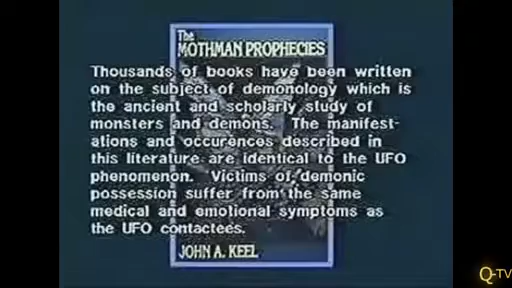 The
MOTHMAN PROPHECIES
Thousands of books have been written
on the subject of demonology which is
the ancient and scholarly study of
monsters and demons. The manifest-
ations and occurences described in
this literature are identical to the UFO
phenomenon. Victims of demonic
possession suffer from the same
medical and emotional symptoms as
the UFO contactees.
JOHN A. KEEL
Q-TV